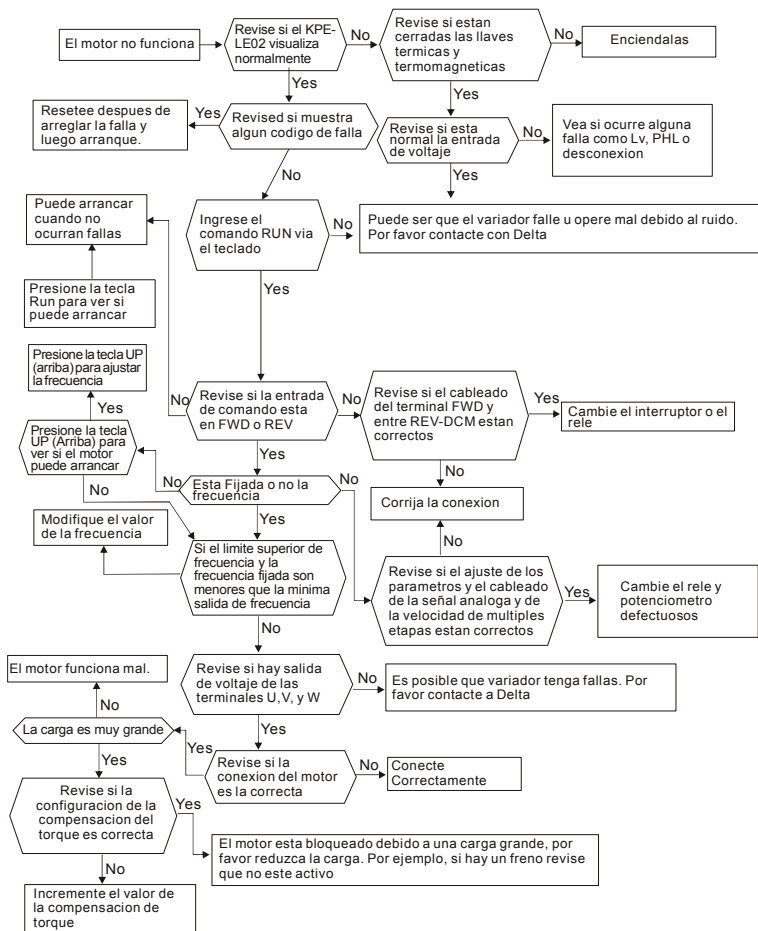 El motor no funciona
Revise si el KPE-
LE02 visualiza
normalmente
No
Revise si estan
cerradas las llaves
termicas y
termomagneticas
No
Enciendalas
Yes
Yes
Resetee despues de
arreglar la falla y
luego arranque.
Yes
Revised si muestra
algun codigo de falla
Revise si esta
normal la entrada
de voltaje
No
Vea si ocurre alguna
falla como Lv, PHL o
desconexion
No
Yes
Puede arrancar
cuando no
ocurran fallas
Ingrese el
comando RUN via
el teclado
No
Puede ser que el variador falle u opere mal debido al ruido.
Por favor contacte con Delta
Presione la tecla
Run para ver si
puede arrancar
Yes
Presione la tecla UP
(arriba) para ajustar
la frecuencia
Yes
No
Revise si la entrada
de comando esta
en FWD o REV
No
Revise si el cableado
del terminal FWD y
entre REV-DCM estan
correctos
Yes
Cambie el interruptor o el
rele
Presione la tecla
UP (Arriba) para
ver si el motor
puede arrancar
Yes
No
No
Esta Fijada o no la
frecuencia
No
Corrija la conexion
No
Modifique el valor
de la frecuencia
Yes
No
Si el limite superior de
frecuencia y la
frecuencia fijada son
menores que la minima
salida de frecuencia
No
Revise si el ajuste de los
parametros y el cableado
de la señal analoga y de
la velocidad de multiples
etapas estan correctos
Yes
Cambie el rele y
potenciometro
defectuosos
No
El motor funciona mal.
Revise si hay salida
de voltaje de las
terminales U,V, y W
No
Es posible que variador tenga fallas. Por
favor contacte a Delta
No
La carga es muy grande
Yes
Yes
Revise si la
conexion del motor
es la correcta
No
Conecte
Correctamente
Yes
Revise si la
configuracion de la
compensacion del
torque es correcta
Yes
El motor esta bloqueado debido a una carga grande, por
favor reduzca la carga. Por ejemplo, si hay un freno revise
que no este activo
No
Incremente el valor de
la compensacion de
torque